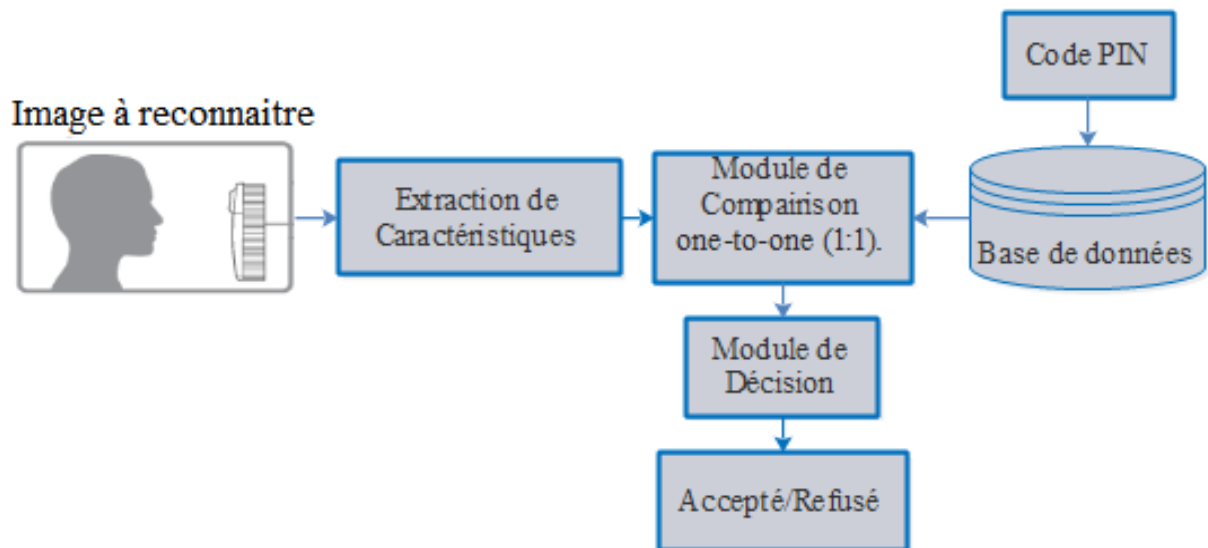 Code PIN
Image à reconnaitre
Extraction de
Caractéristiques
Module de
Compairison
one-to-one (1:1).
Base de données
Module de
Décision
Accepté/Refusé